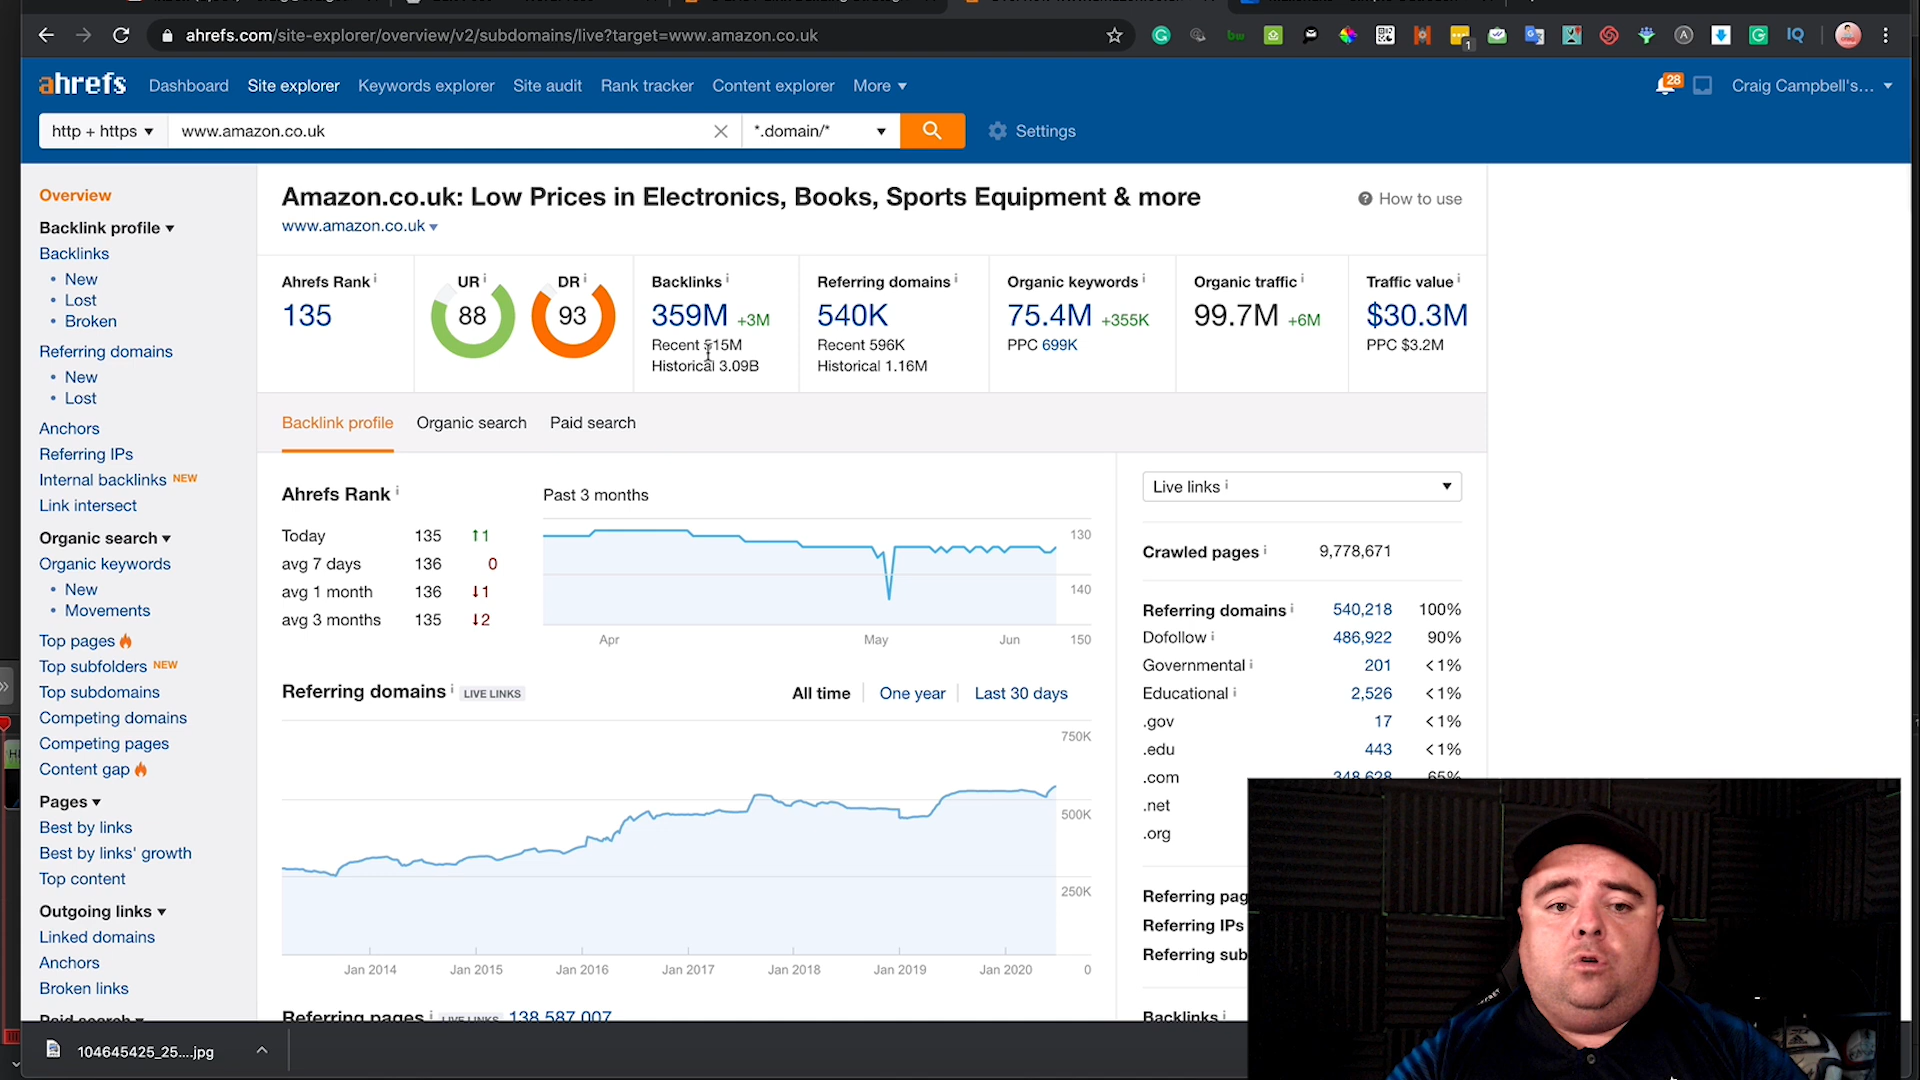 ahrefs.com/site-explorer/overview/v2/subdomains/live?target=www.amazon.co.uk
1
IQ
ahrefs Dashboard Site explorer Keywords explorer Site audit Rank tracker Content explorer More
28
Craig Campbell's...
http + https www.amazon.co.uk *.domain/* Settings
Overview
Backlink profile
Backlinks
New
Lost
Broken
Referring domains
New
Lost
Anchors
Referring IPs
Internal backlinks NEW
Link intersect
Organic search
Organic keywords
New
Movements
Top pages
Top subfolders NEW
Top subdomains
Competing domains
Competing pages
Content gap
Pages
Best by links
Best by links' growth
Top content
Outgoing links
Linked domains
Anchors
Broken links
Paid search
Amazon.co.uk: Low Prices in Electronics, Books, Sports Equipment & more
How to use
www.amazon.co.uk
Ahrefs Rank
135
UR
88
DR
93
Backlinks
359M +3M
Recent 515M
Historical 3.09B
Referring domains
540K
Recent 596K
Historical 1.16M
Organic keywords
75.4M +355K
PPC 699K
Organic traffic
99.7M +6M
Traffic value
$30.3M
PPC $3.2M
Backlink profile Organic search Paid search
Ahrefs Rank
Today 135 ↑1
avg 7 days 136 0
avg 1 month 136 ↓1
avg 3 months 135 ↓2
Past 3 months
130
140
150
Apr May Jun
Referring domains LIVE LINKS
All time One year Last 30 days
750K
500K
250K
0
Jan 2014 Jan 2015 Jan 2016 Jan 2017 Jan 2018 Jan 2019 Jan 2020
Referring pages LIVE LINKS 138,587,007
Live links
Crawled pages 9,778,671
Referring domains 540,218 100%
Dofollow 486,922 90%
Governmental 201 <1%
Educational 2,526 <1%
.gov 17 <1%
.edu 443 <1%
.com 348,628 65%
.net
.org
Referring pag
Referring IPs
Referring sub
Backlinks
104645425_25....jpg